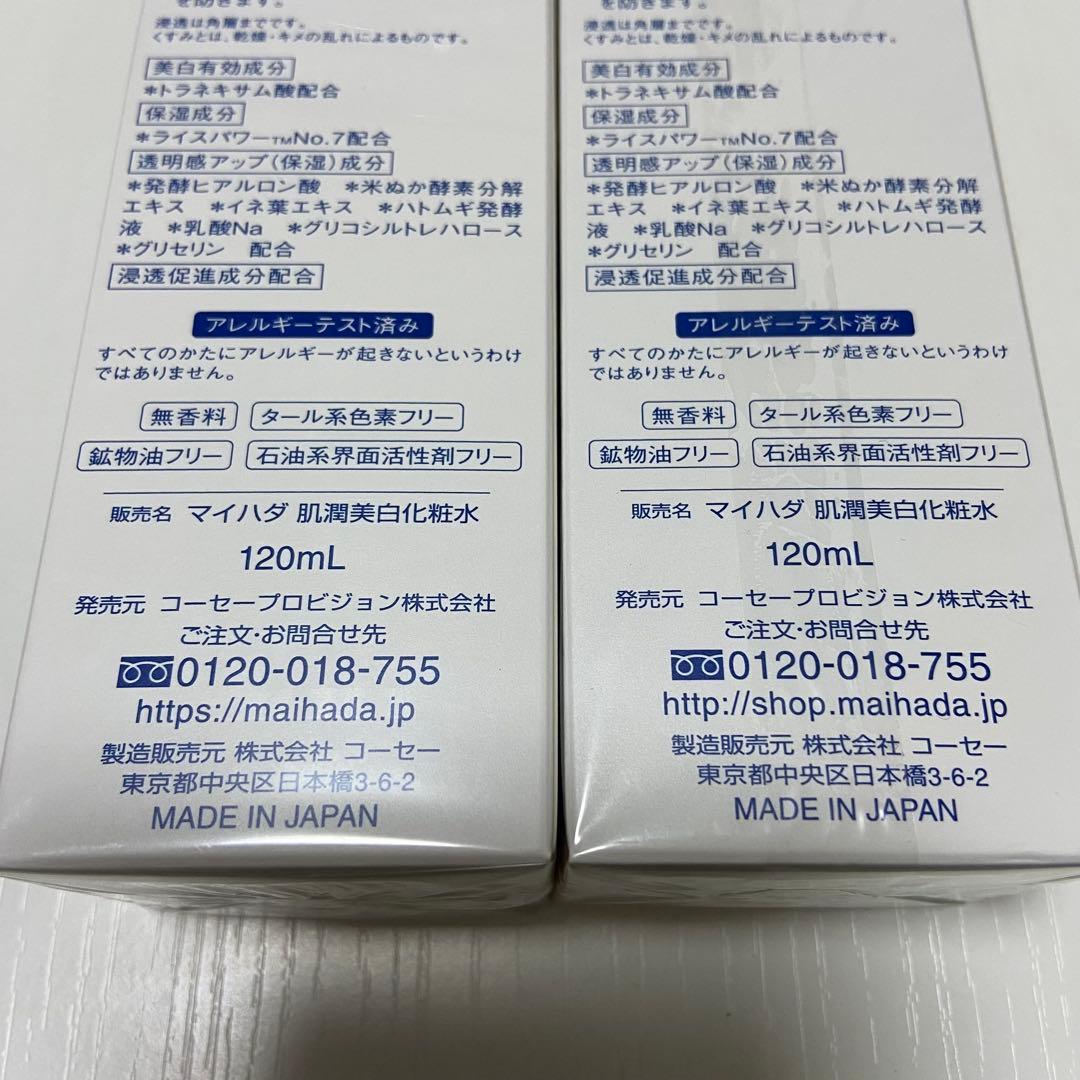 を防ぎます。
浸透は角層までです。
くすみとは、乾燥・キメの乱れによるものです。
美白有効成分
＊トラネキサム酸配合
保湿成分
＊ライスパワー™No.7配合
透明感アップ(保湿)成分
＊発酵ヒアルロン酸　＊米ぬか酵素分解
エキス　＊イネ葉エキス　＊ハトムギ発酵
液　＊乳酸Na　＊グリコシルトレハロース
＊グリセリン　配合
浸透促進成分配合
アレルギーテスト済み
すべてのかたにアレルギーが起きないというわけ
ではありません。
無香料 タール系色素フリー
鉱物油フリー 石油系界面活性剤フリー
販売名 マイハダ 肌潤美白化粧水
120mL
発売元 コーセープロビジョン株式会社
ご注文・お問合せ先
0120-018-755
https://maihada.jp
製造販売元 株式会社 コーセー
東京都中央区日本橋3-6-2
MADE IN JAPAN
を防ぎます。
浸透は角層までです。
くすみとは、乾燥・キメの乱れによるものです。
美白有効成分
＊トラネキサム酸配合
保湿成分
＊ライスパワー™No.7配合
透明感アップ(保湿)成分
＊発酵ヒアルロン酸　＊米ぬか酵素分解
エキス　＊イネ葉エキス　＊ハトムギ発酵
液　＊乳酸Na　＊グリコシルトレハロース
＊グリセリン　配合
浸透促進成分配合
アレルギーテスト済み
すべてのかたにアレルギーが起きないというわけ
ではありません。
無香料 タール系色素フリー
鉱物油フリー 石油系界面活性剤フリー
販売名 マイハダ 肌潤美白化粧水
120mL
発売元 コーセープロビジョン株式会社
ご注文・お問合せ先
0120-018-755
http://shop.maihada.jp
製造販売元 株式会社 コーセー
東京都中央区日本橋3-6-2
MADE IN JAPAN